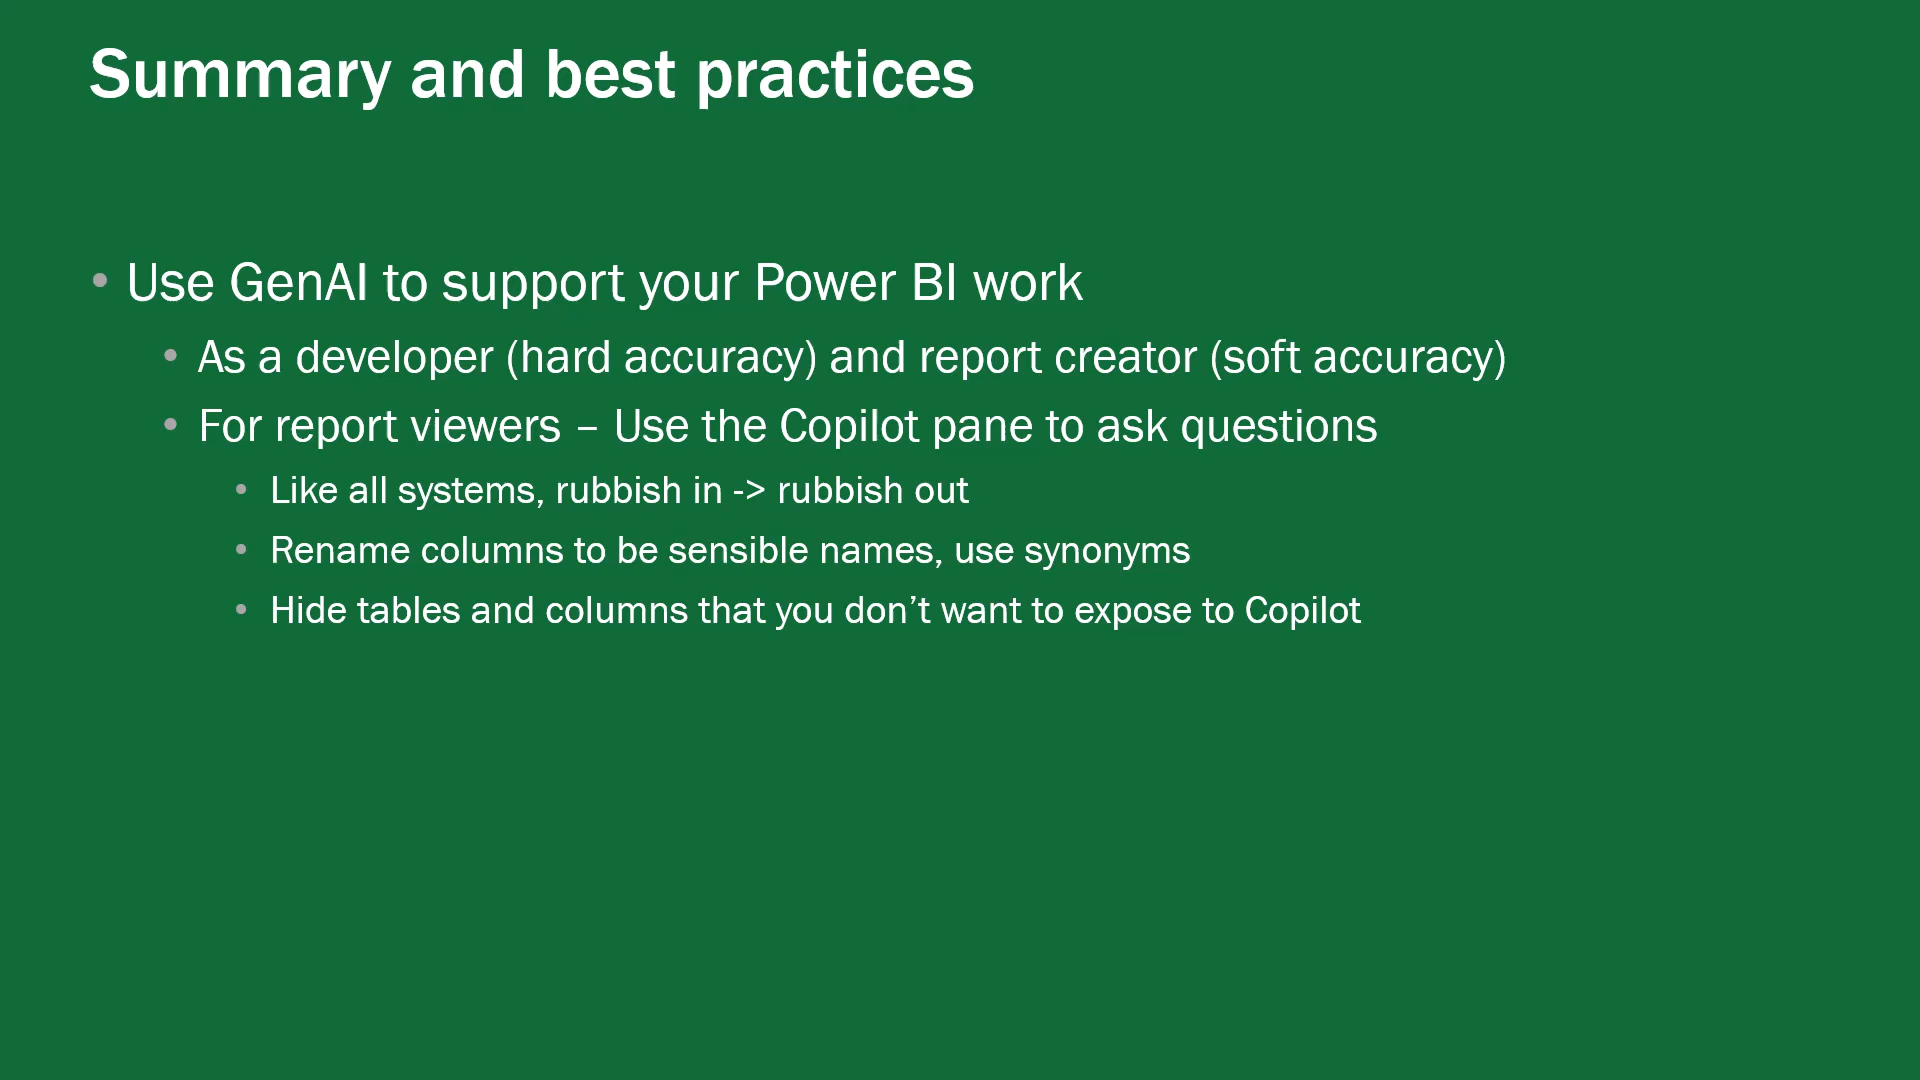 Summary and best practices
• Use GenAI to support your Power BI work
• As a developer (hard accuracy) and report creator (soft accuracy)
• For report viewers – Use the Copilot pane to ask questions
• Like all systems, rubbish in -> rubbish out
• Rename columns to be sensible names, use synonyms
• Hide tables and columns that you don’t want to expose to Copilot